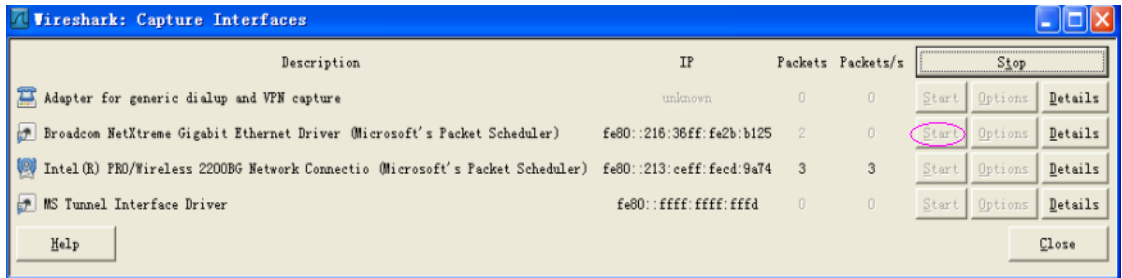 Wireshark: Capture Interfaces
Description IP Packets Packets/s Stop
Adapter for generic dialup and VPN capture unknown 0 0 Start Options Details
Broadcom NetXtreme Gigabit Ethernet Driver (Microsoft's Packet Scheduler) fe80::216:36ff:fe2b:b125 2 0 Start Options Details
Intel(R) PRO/Wireless 2200BG Network Connectio (Microsoft's Packet Scheduler) fe80::213:ceff:fecd:9a74 3 3 Start Options Details
MS Tunnel Interface Driver fe80::ffff:ffff:fffd 0 0 Start Options Details
Help Close